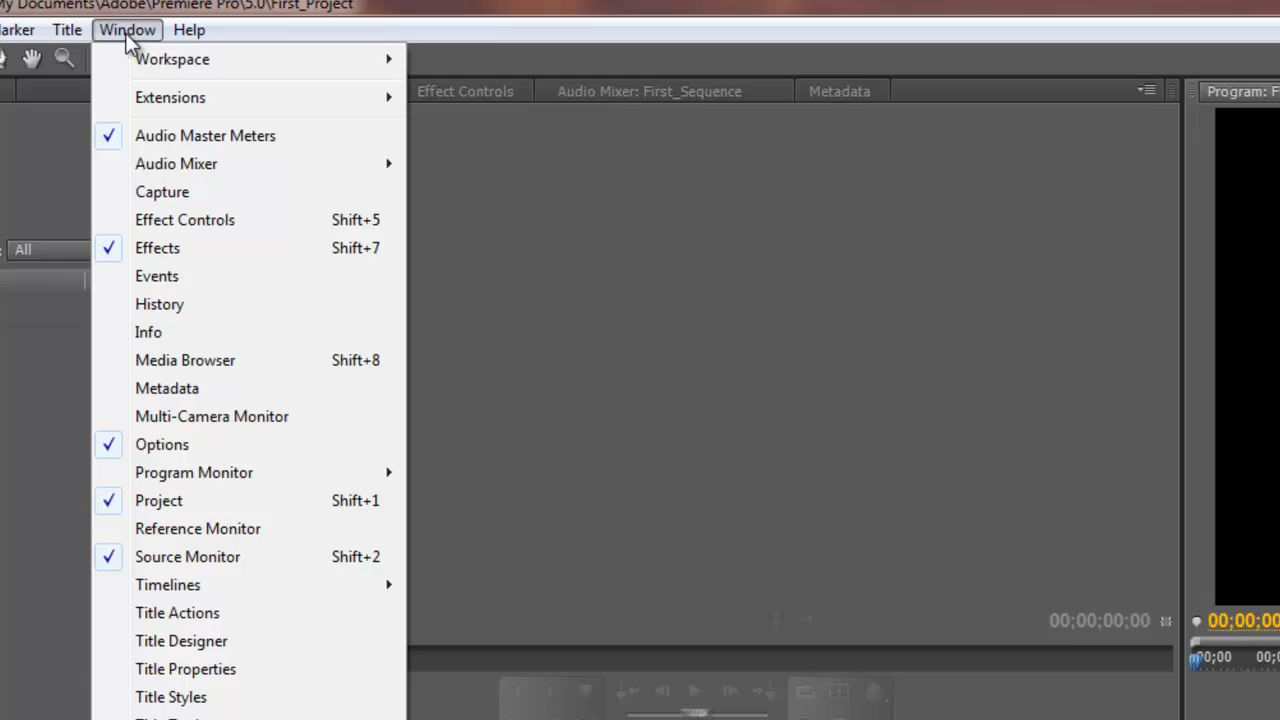 My Documents\Adobe\Premiere Pro\5.0\First_Project
arker Title Window Help
Workspace
Extensions
Effect Controls Audio Mixer: First_Sequence Metadata Program: F
Audio Master Meters
Audio Mixer
Capture
Effect Controls Shift+5
All
Effects Shift+7
Events
History
Info
Media Browser Shift+8
Metadata
Multi-Camera Monitor
Options
Program Monitor
Project Shift+1
Reference Monitor
Source Monitor Shift+2
Timelines
Title Actions
00;00;00;00 00;00;00
Title Designer
00;00 00;
Title Properties
Title Styles